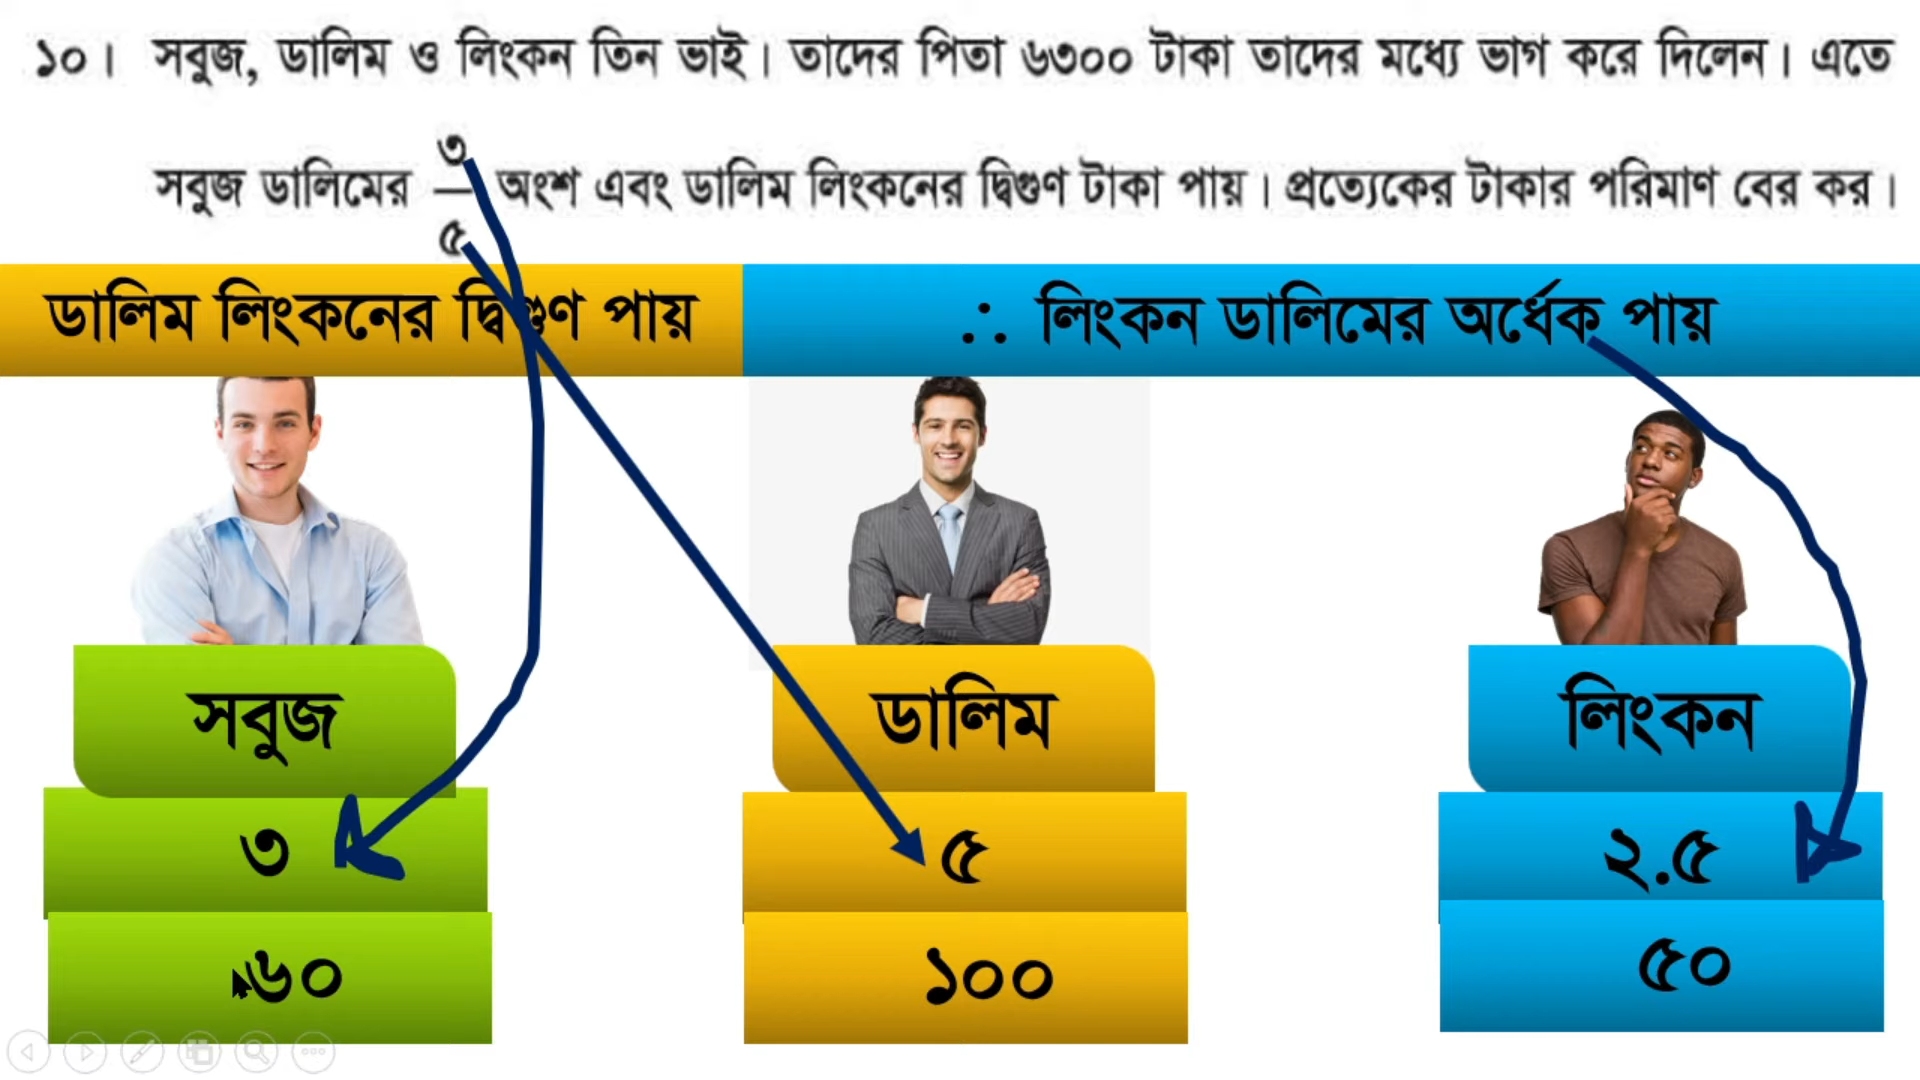 ১০। সবুজ, ডালিম ও লিংকন তিন ভাই। তাদের পিতা ৬৩০০ টাকা তাদের মধ্যে ভাগ করে দিলেন। এতে
সবুজ ডালিমের ৩/৫ অংশ এবং ডালিম লিংকনের দ্বিগুণ টাকা পায়। প্রত্যেকের টাকার পরিমাণ বের কর।
ডালিম লিংকনের দ্বিগুণ পায়
∴ লিংকন ডালিমের অর্ধেক পায়
সবুজ
ডালিম
লিংকন
৩
৫
২.৫
৬০
১০০
৫০